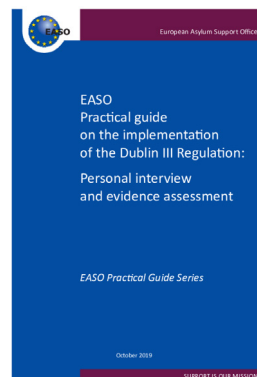 EASO
European Asylum Support Office
EASO
Practical guide
on the implementation
of the Dublin III Regulation:
Personal interview
and evidence assessment
EASO Practical Guide Series
October 2019
SUPPORT IS OUR MISSION